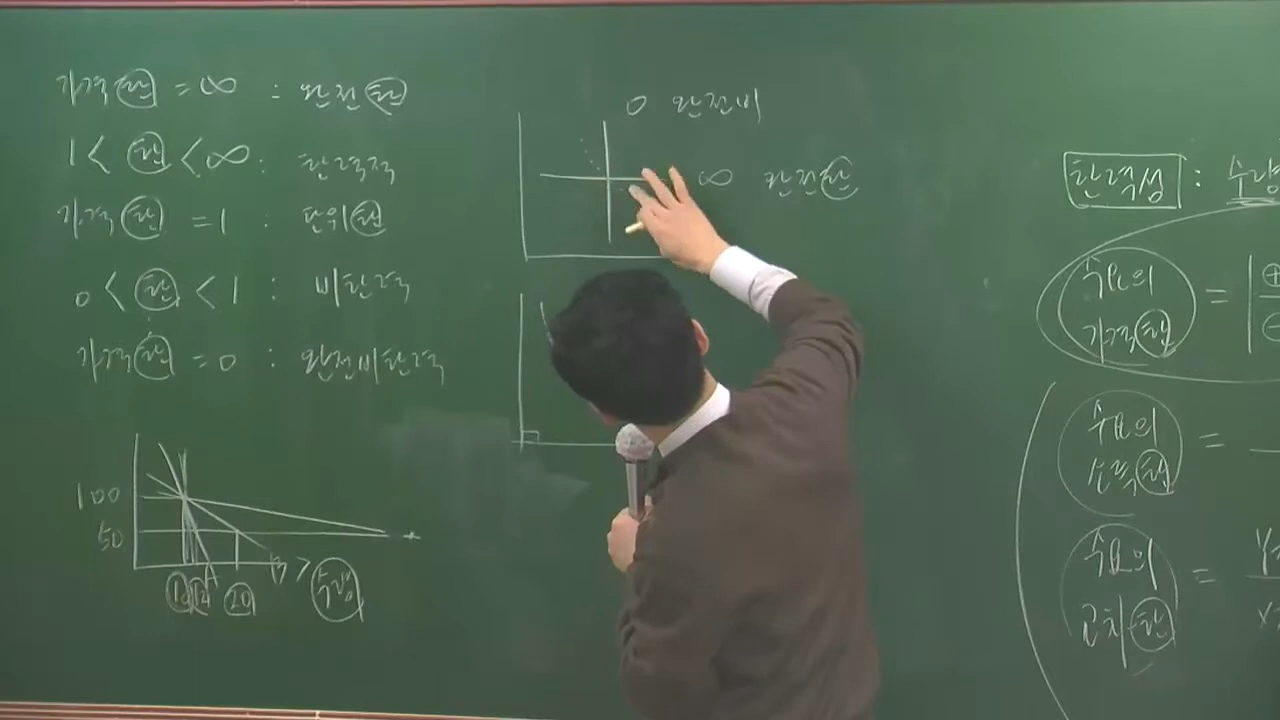 가격탄 = ∞ : 완전탄
1 < 탄 < ∞ : 탄력적
가격탄 = 1 : 단위탄
0 < 탄 < 1 : 비탄력
가격탄 = 0 : 완전비탄력
100
50
20
수량
0 완전비
∞ 완전탄
탄력성 : 수량
수요의
가격탄 =
수요의
소득탄 =
수요의
교차탄 =